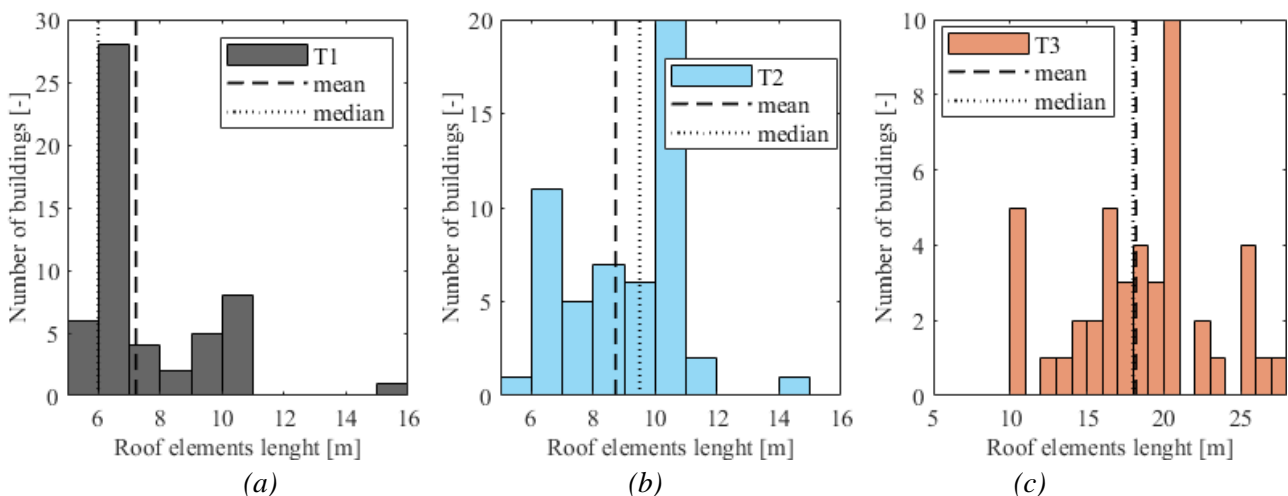 30
25
20
15
10
5
0
Number of buildings [-]
T1
mean
median
6 8 10 12 14 16
Roof elements lenght [m]
(a)
20
15
10
5
0
Number of buildings [-]
T2
mean
median
6 8 10 12 14 16
Roof elements lenght [m]
(b)
10
8
6
4
2
0
Number of buildings [-]
T3
mean
median
5 10 15 20 25
Roof elements lenght [m]
(c)